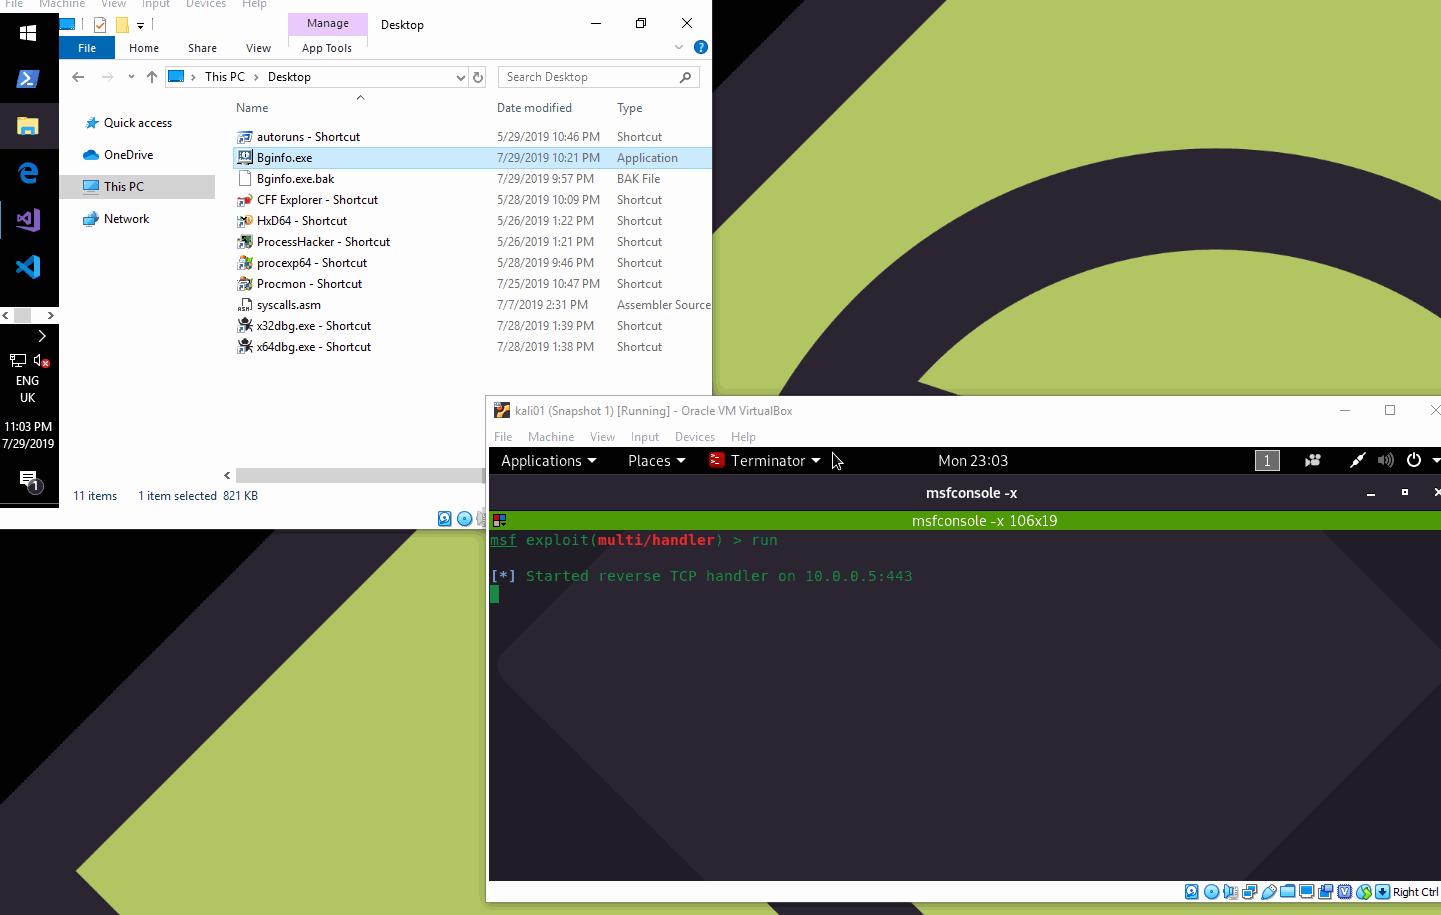 File Machine View Input Devices Help
Manage Desktop
File Home Share View App Tools
This PC Desktop Search Desktop
Name Date modified Type
Quick access
OneDrive
This PC
Network
autoruns - Shortcut 5/29/2019 10:46 PM Shortcut
Bginfo.exe 7/29/2019 10:21 PM Application
Bginfo.exe.bak 7/29/2019 9:57 PM BAK File
CFF Explorer - Shortcut 5/28/2019 10:09 PM Shortcut
HxD64 - Shortcut 5/26/2019 1:22 PM Shortcut
ProcessHacker - Shortcut 5/26/2019 1:21 PM Shortcut
procexp64 - Shortcut 5/28/2019 9:46 PM Shortcut
Procmon - Shortcut 7/25/2019 10:47 PM Shortcut
syscalls.asm 7/7/2019 2:31 PM Assembler Source
x32dbg.exe - Shortcut 7/28/2019 1:39 PM Shortcut
x64dbg.exe - Shortcut 7/28/2019 1:38 PM Shortcut
ENG
UK
11:03 PM
7/29/2019
1
11 items 1 item selected 821 KB
kali01 (Snapshot 1) [Running] - Oracle VM VirtualBox
File Machine View Input Devices Help
Applications Places Terminator Mon 23:03 1
msfconsole -x
msfconsole -x 106x19
msf exploit(multi/handler) > run
[*] Started reverse TCP handler on 10.0.0.5:443
Right Ctrl